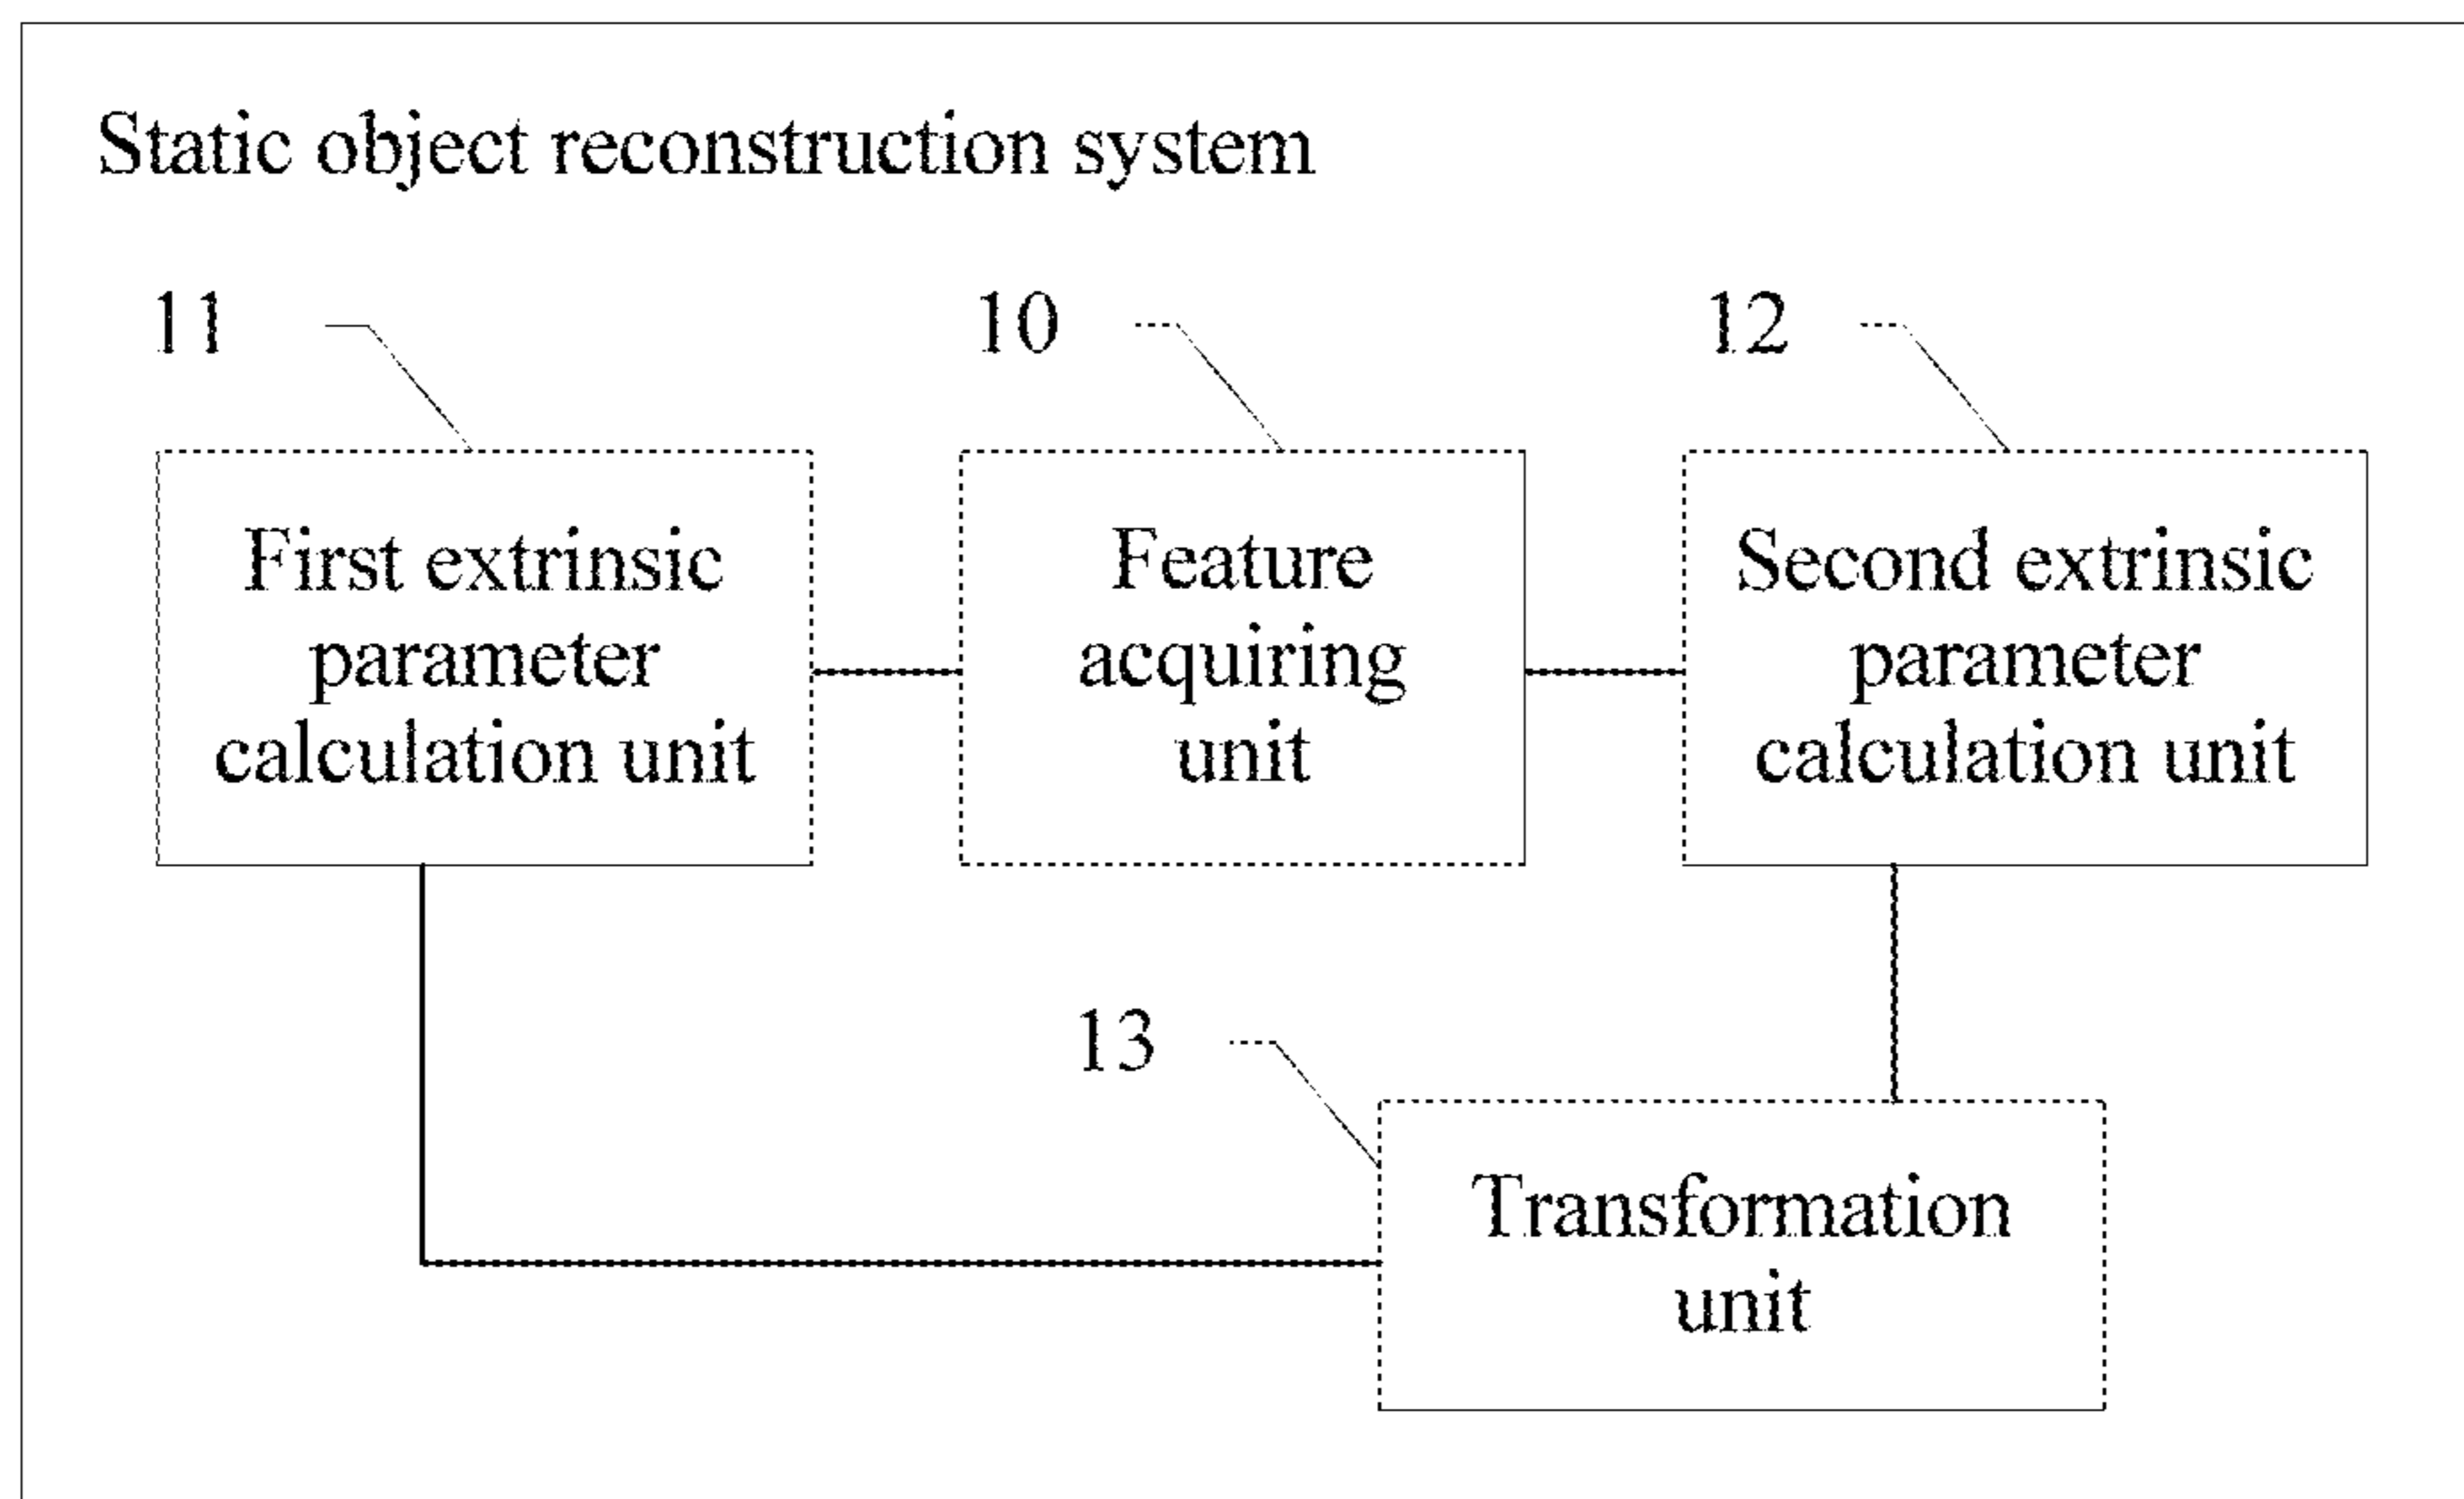 Static object reconstruction system
11
10
12
First extrinsic
parameter
calculation unit
Feature
acquiring
unit
Second extrinsic
parameter
calculation unit
13
Transformation
unit